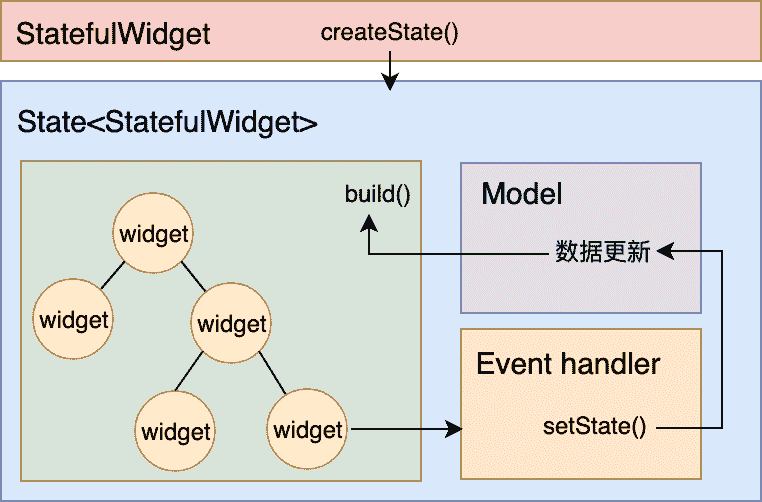 StatefulWidget
createState()
State<StatefulWidget>
build()
widget
widget
widget
widget
widget
Model
数据更新
Event handler
setState()